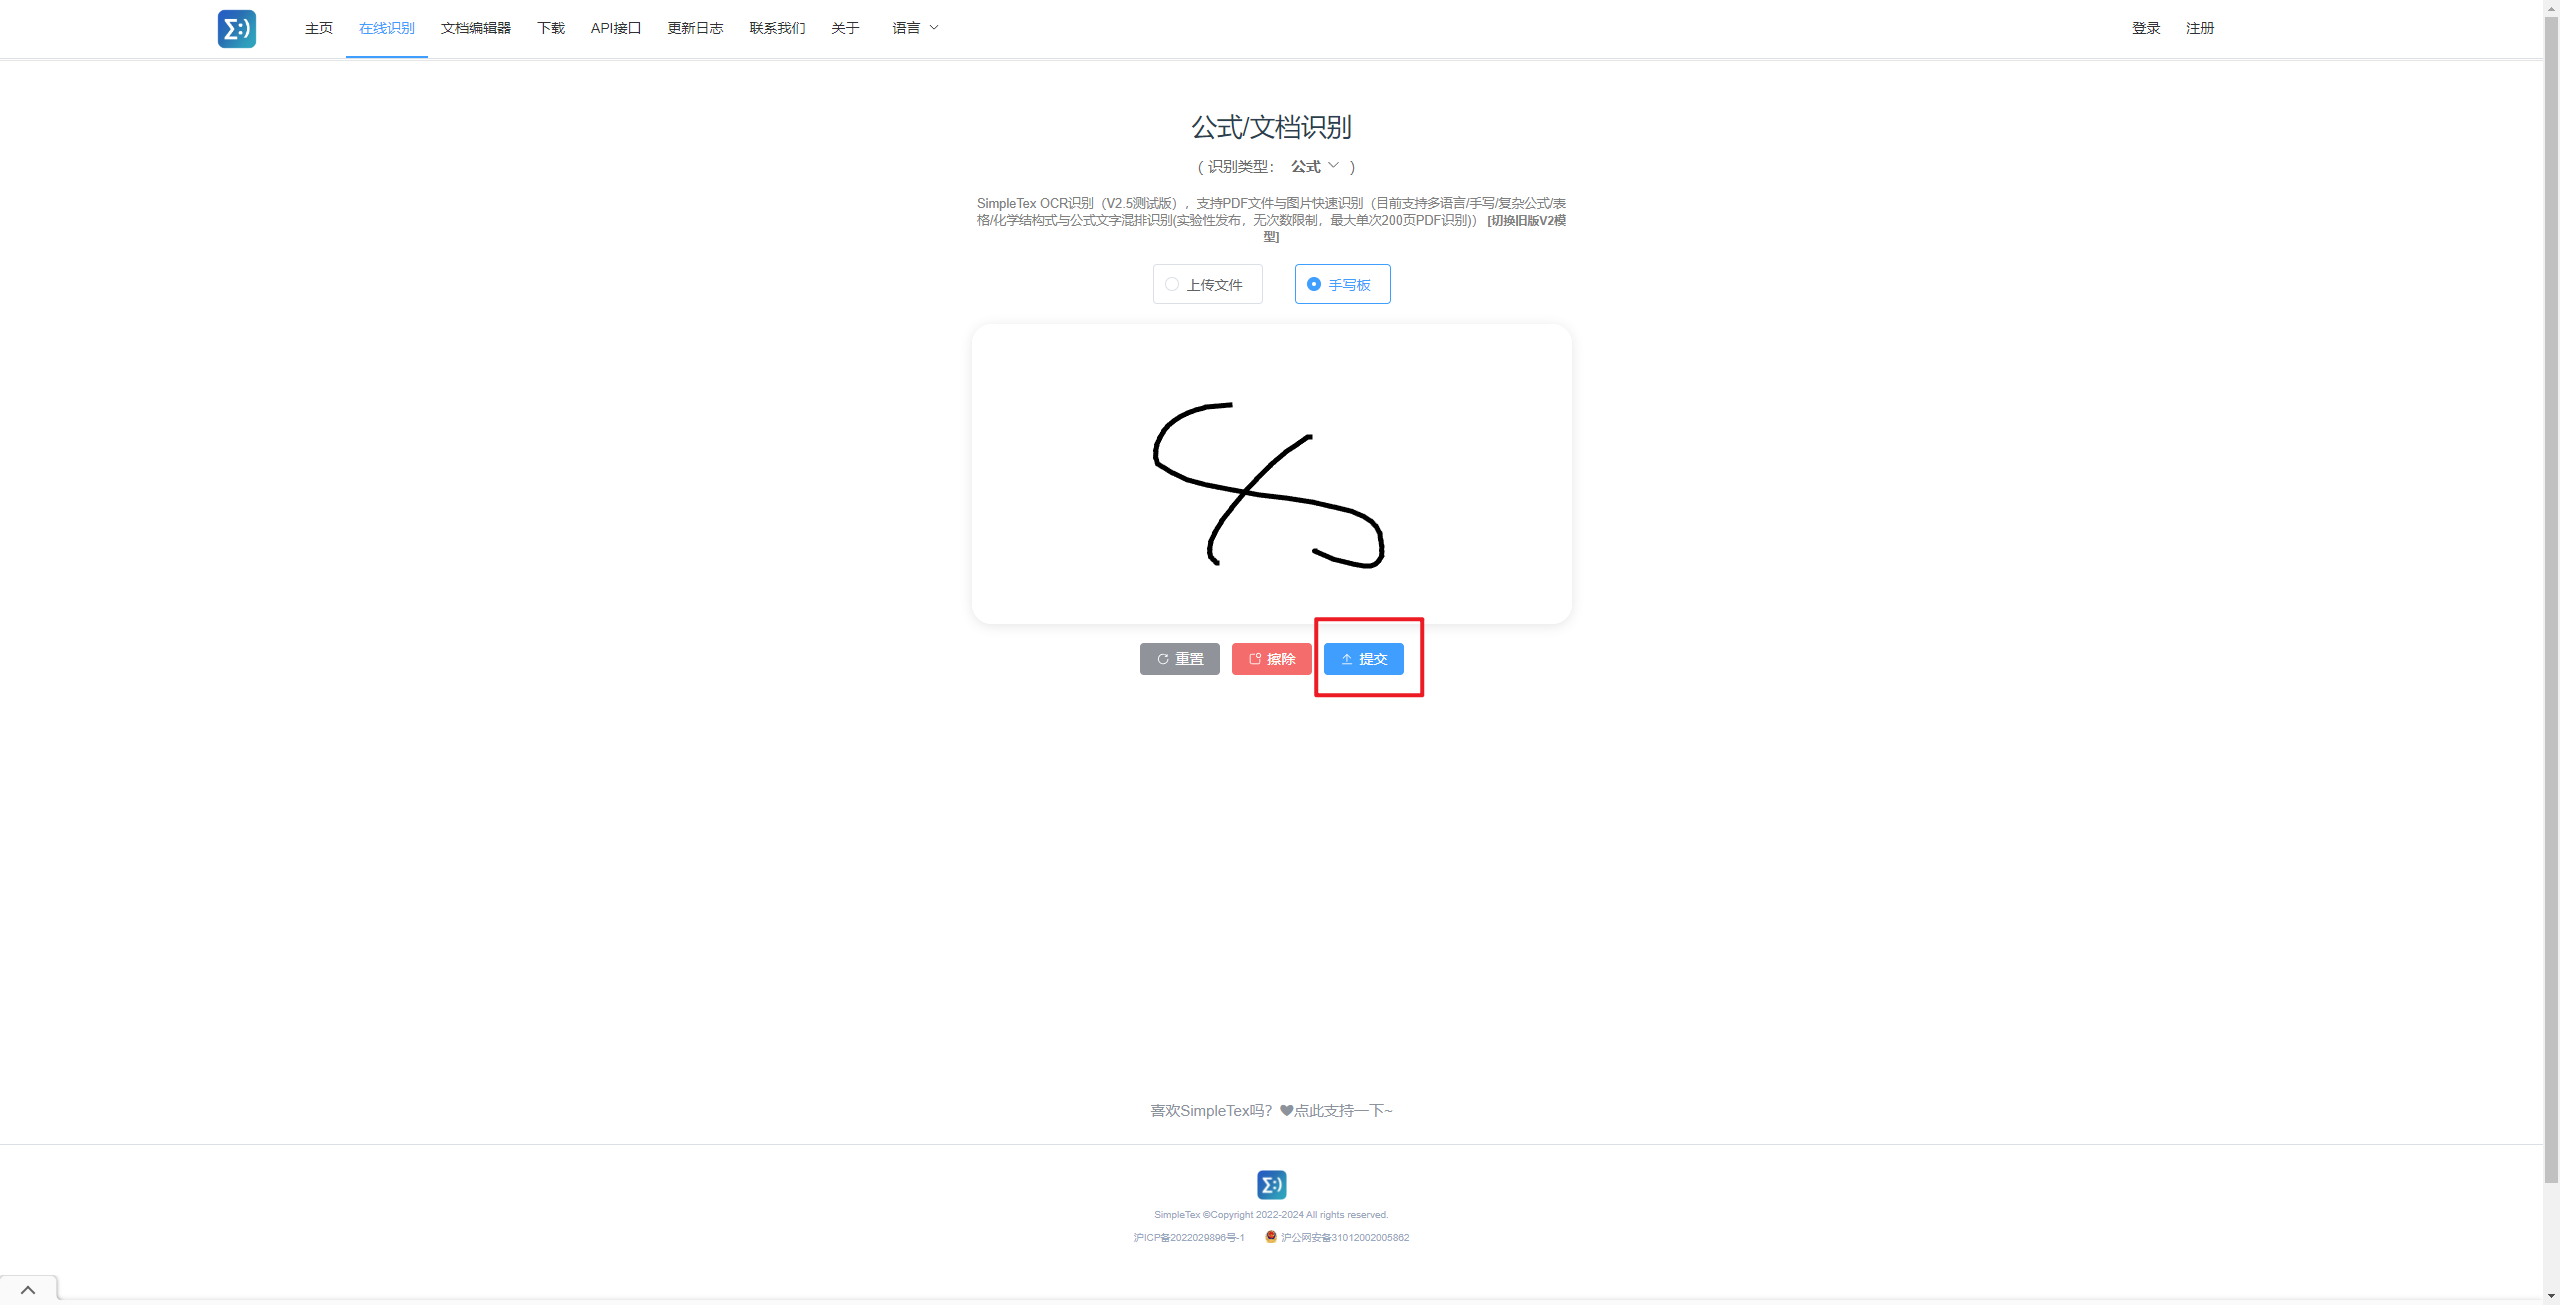 主页 在线识别 文档编辑器 下载 API接口 更新日志 联系我们 关于 语言 登录 注册
公式/文档识别
( 识别类型： 公式 )
SimpleTex OCR识别（V2.5测试版），支持PDF文件与图片快速识别（目前支持多语言/手写/复杂公式/表
格/化学结构式与公式文字混排识别(实验性发布，无次数限制，最大单次200页PDF识别)） [切换旧版V2模
型]
上传文件 手写板
重置 擦除 提交
喜欢SimpleTex吗？ ♥点此支持一下~
SimpleTex ©Copyright 2022-2024 All rights reserved.
沪ICP备2022029896号-1 沪公网安备31012002005862